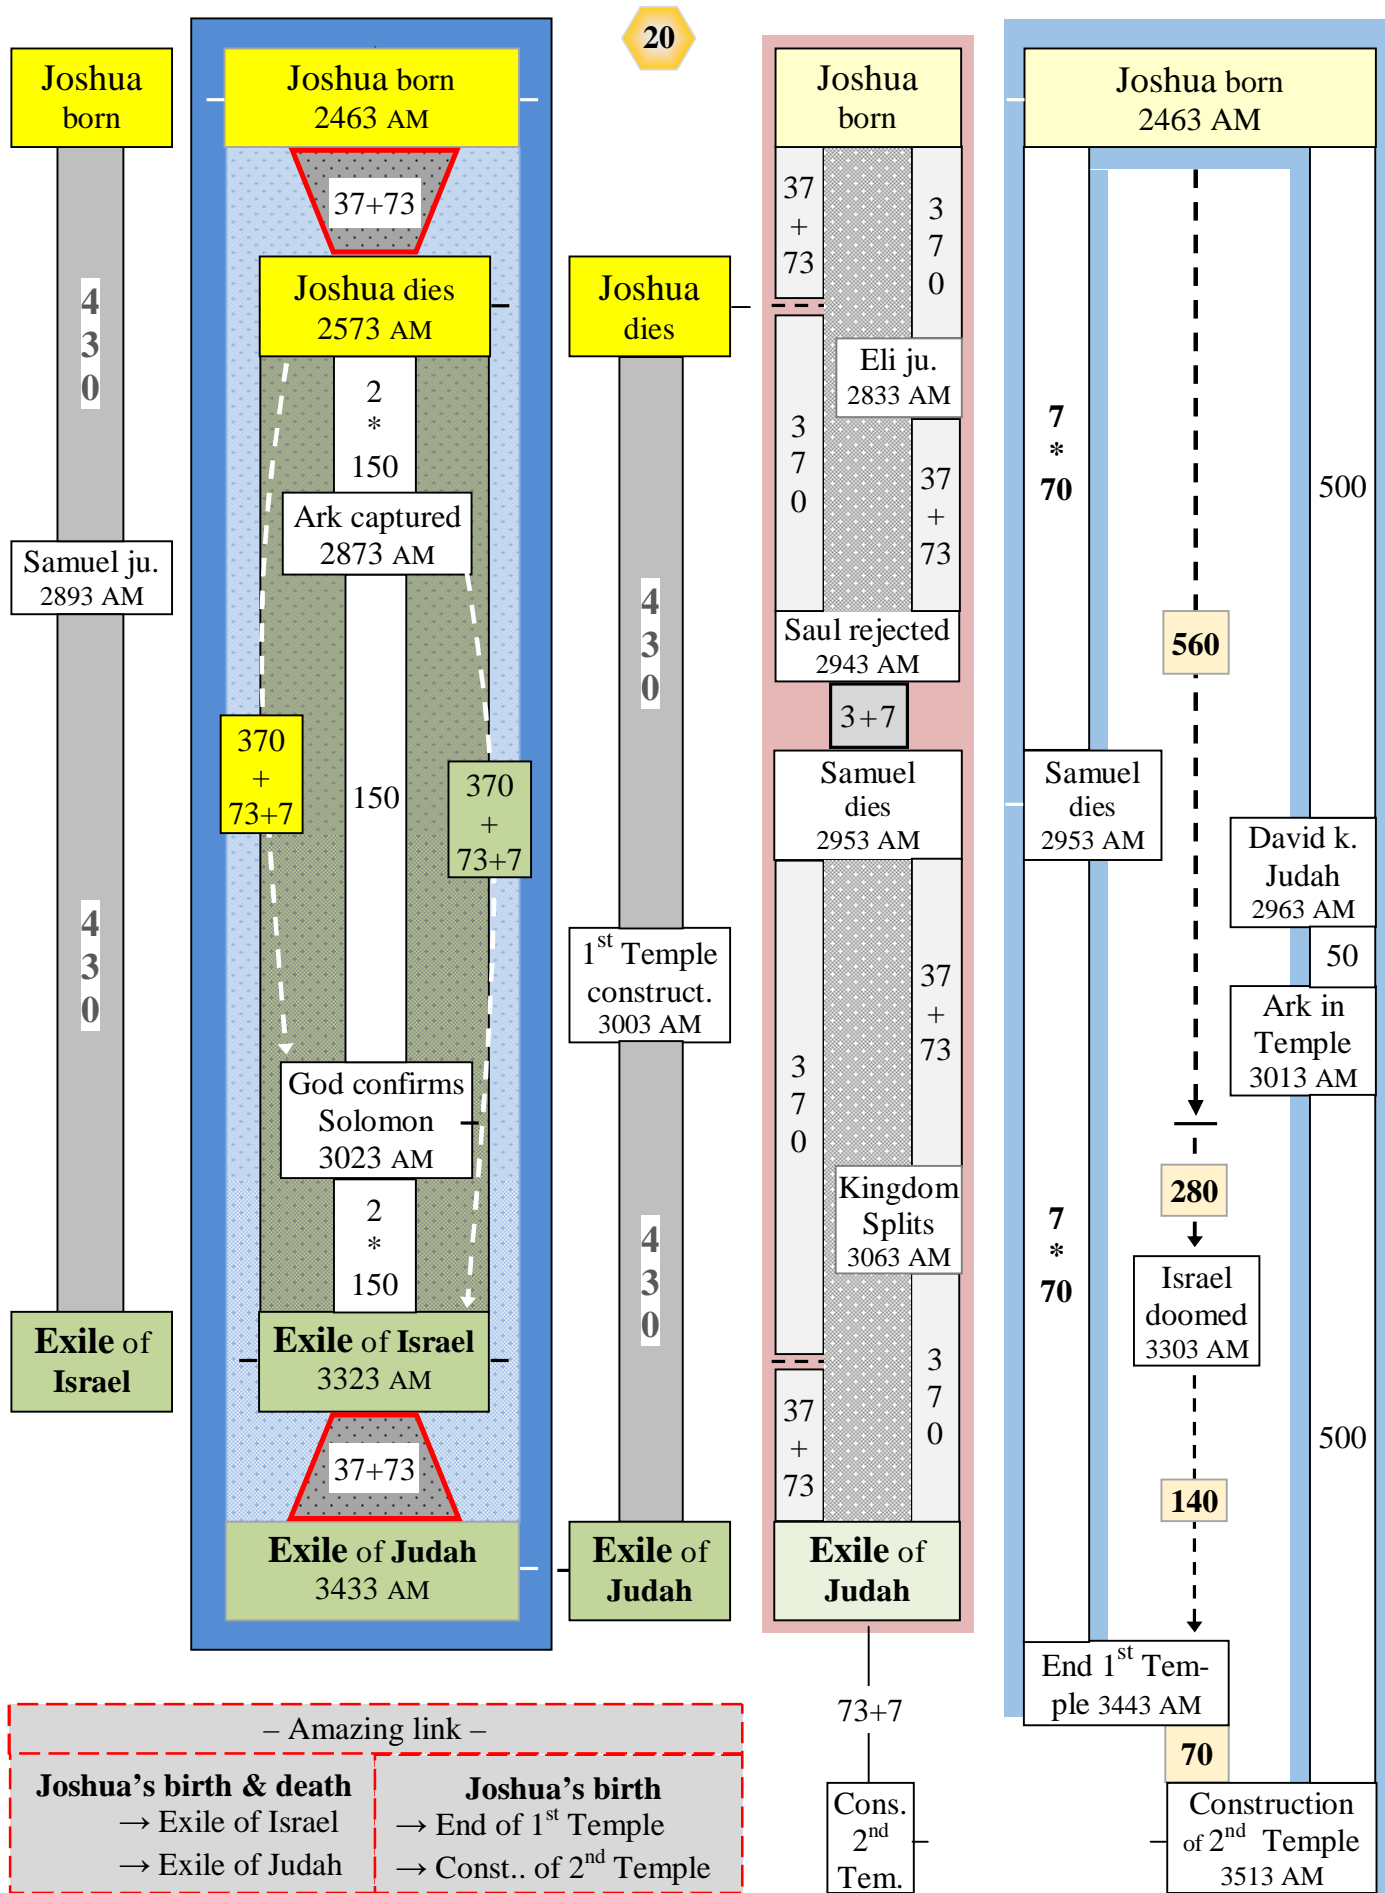 20
Joshua
born
4
3
0
Samuel ju.
2893 AM
4
3
0
Exile of
Israel
Joshua born
2463 AM
37+73
Joshua dies
2573 AM
2
*
150
Ark captured
2873 AM
370
+
73+7
150
370
+
73+7
God confirms
Solomon
3023 AM
2
*
150
Exile of Israel
3323 AM
37+73
Exile of Judah
3433 AM
Joshua
dies
4
3
0
1st Temple
construct.
3003 AM
4
3
0
Exile of
Judah
Joshua
born
37
+
73
3
7
0
Eli ju.
2833 AM
3
7
0
37
+
73
Saul rejected
2943 AM
3+7
Samuel
dies
2953 AM
37
+
73
3
7
0
Kingdom
Splits
3063 AM
3
7
0
37
+
73
Exile of
Judah
73+7
Cons.
2nd
Tem.
Joshua born
2463 AM
7
*
70
500
560
Samuel
dies
2953 AM
David k.
Judah
2963 AM
50
Ark in
Temple
3013 AM
280
7
*
70
Israel
doomed
3303 AM
500
140
End 1st Tem-
ple 3443 AM
70
Construction
of 2nd Temple
3513 AM
– Amazing link –
Joshua’s birth & death
→ Exile of Israel
→ Exile of Judah
Joshua’s birth
→ End of 1st Temple
→ Const.. of 2nd Temple